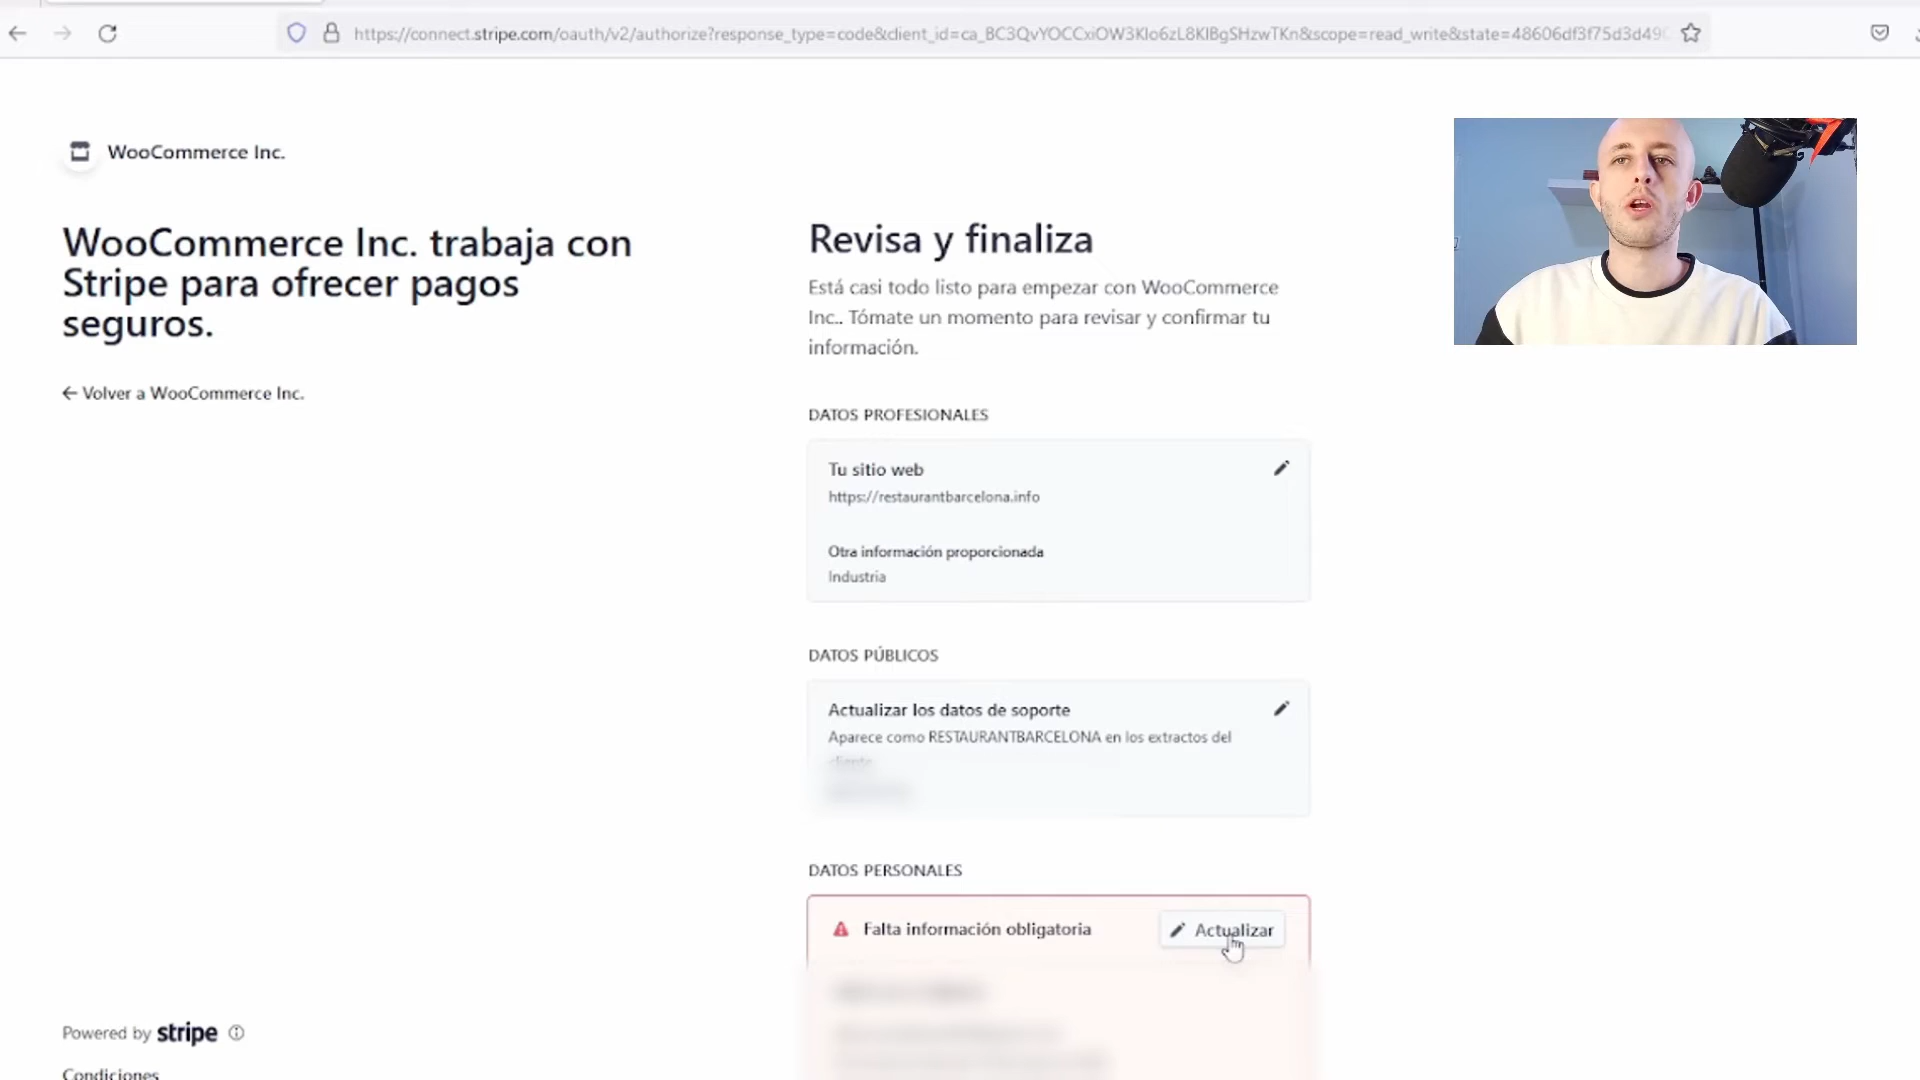 https://connect.stripe.com/oauth/v2/authorize?response_type=code&client_id=ca_BC3QvYOCCxiOW3Klo6zL8KlBgSHzwTKn&scope=read_write&state=48606df3f75d3d490
WooCommerce Inc.
WooCommerce Inc. trabaja con
Stripe para ofrecer pagos
seguros.
← Volver a WooCommerce Inc.
Revisa y finaliza
Está casi todo listo para empezar con WooCommerce
Inc.. Tómate un momento para revisar y confirmar tu
información.
DATOS PROFESIONALES
Tu sitio web
https://restaurantbarcelona.info
Otra información proporcionada
Industria
DATOS PÚBLICOS
Actualizar los datos de soporte
Aparece como RESTAURANTBARCELONA en los extractos del
cliente
DATOS PERSONALES
Falta información obligatoria
Actualizar
Powered by stripe
Condiciones